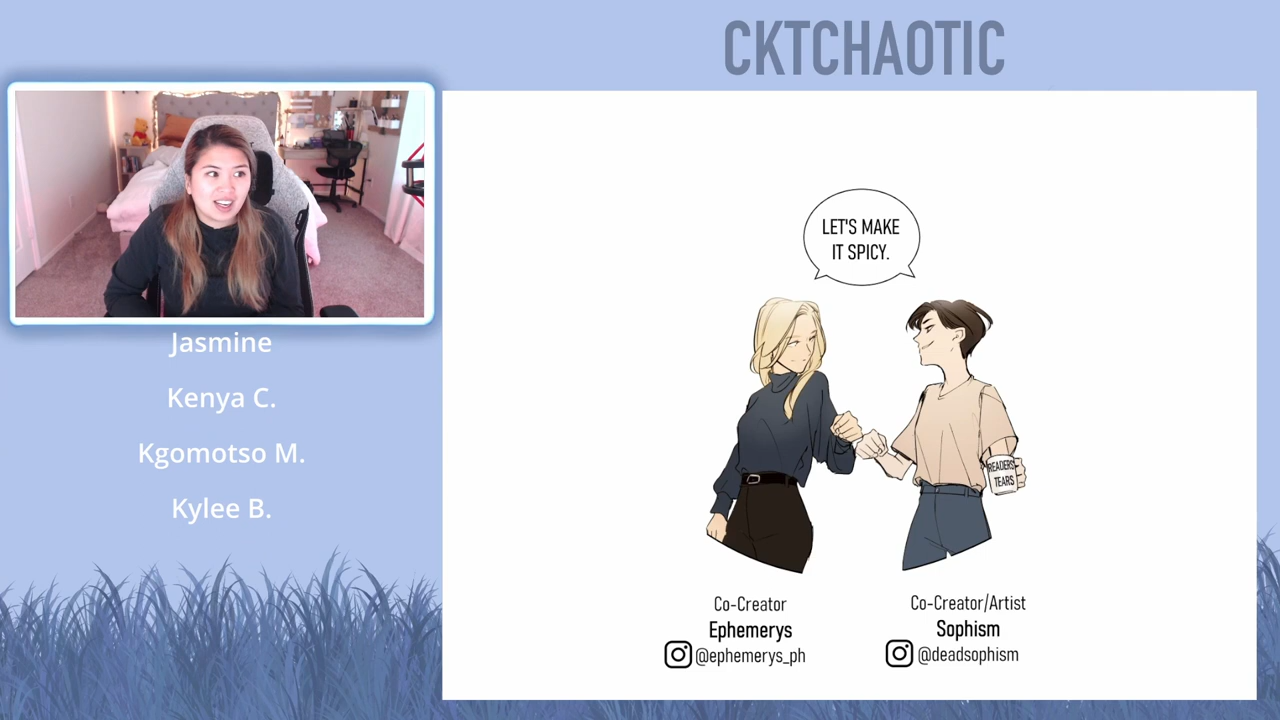 CKTCHAOTIC
Jasmine
Kenya C.
Kgomotso M.
Kylee B.
LET'S MAKE
IT SPICY.
READERS
TEARS
Co-Creator
Ephemerys
@ephemerys_ph
Co-Creator/Artist
Sophism
@deadsophism